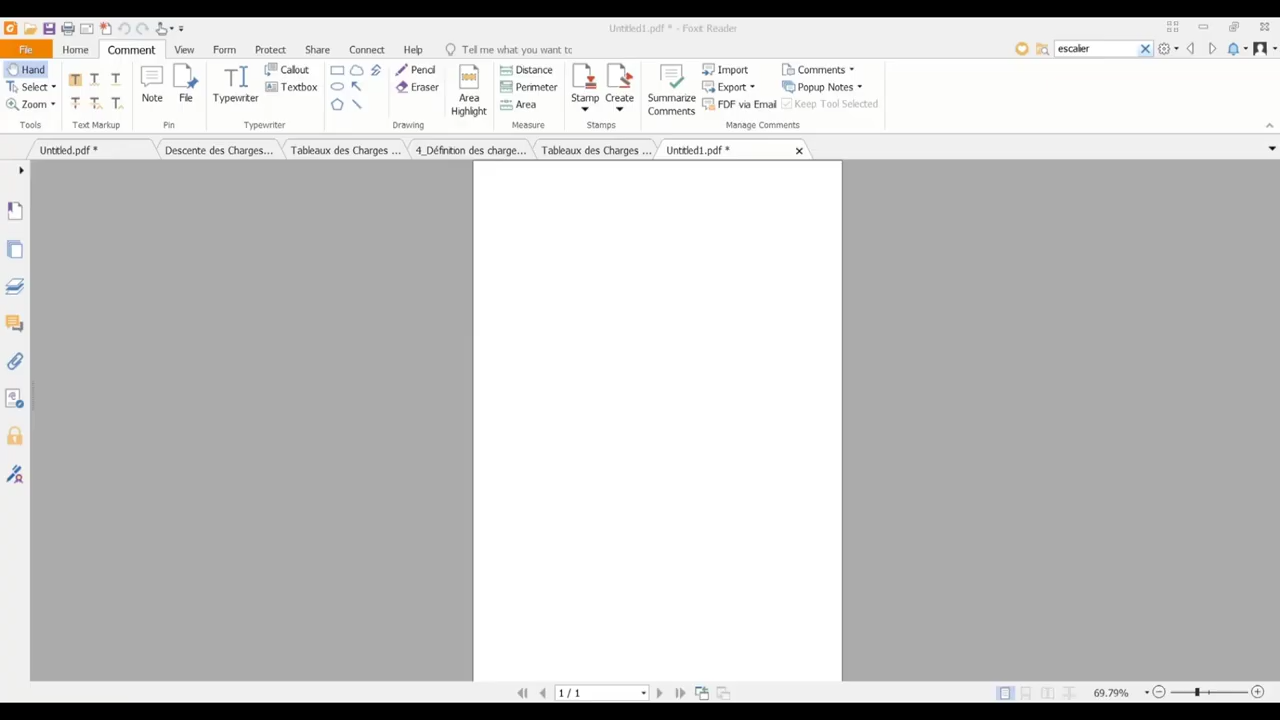 Untitled1.pdf * - Foxit Reader
File Home Comment View Form Protect Share Connect Help Tell me what you want to escalier
Hand
Select
Zoom
Tools
Text Markup
Note
File
Pin
Typewriter
Callout
Textbox
Typewriter
Pencil
Eraser
Area Highlight
Drawing
Distance
Perimeter
Area
Measure
Stamp
Create
Stamps
Summarize Comments
Import
Export
FDF via Email
Comments
Popup Notes
Keep Tool Selected
Manage Comments
Untitled.pdf * Descente des Charges... Tableaux des Charges ... 4_Définition des charge... Tableaux des Charges ... Untitled1.pdf *
1 / 1
69.79%